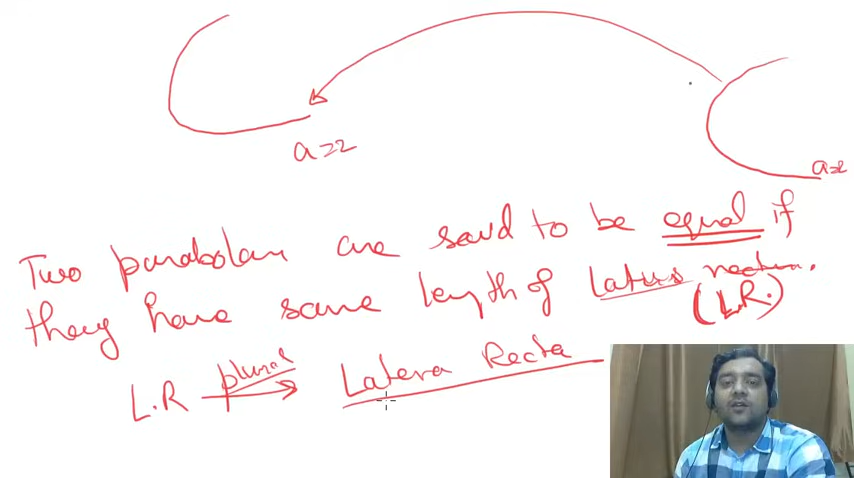 a=2
a=2
Two parabolas are said to be equal if
they have same length of latus rectum.
(L.R.)
L.R plural Latera Recta